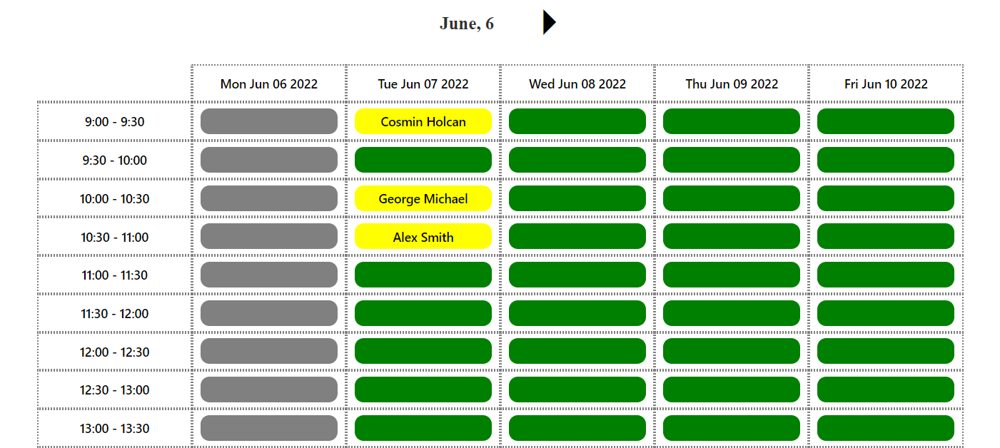 June, 6
Mon Jun 06 2022 Tue Jun 07 2022 Wed Jun 08 2022 Thu Jun 09 2022 Fri Jun 10 2022
9:00 - 9:30 Cosmin Holcan
9:30 - 10:00
10:00 - 10:30 George Michael
10:30 - 11:00 Alex Smith
11:00 - 11:30
11:30 - 12:00
12:00 - 12:30
12:30 - 13:00
13:00 - 13:30